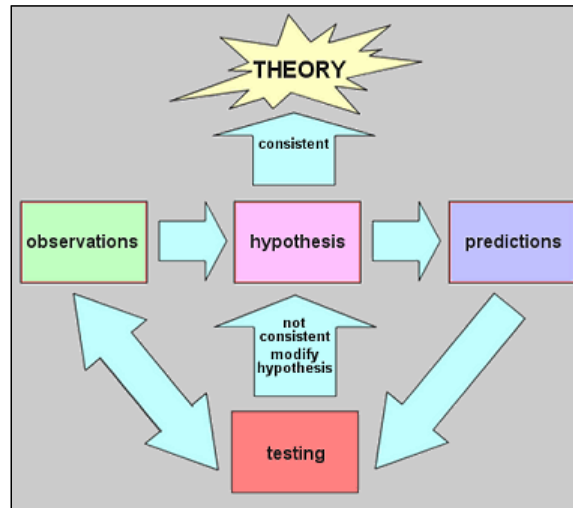 THEORY
consistent
observations
hypothesis
predictions
not
consistent
modify
hypothesis
testing